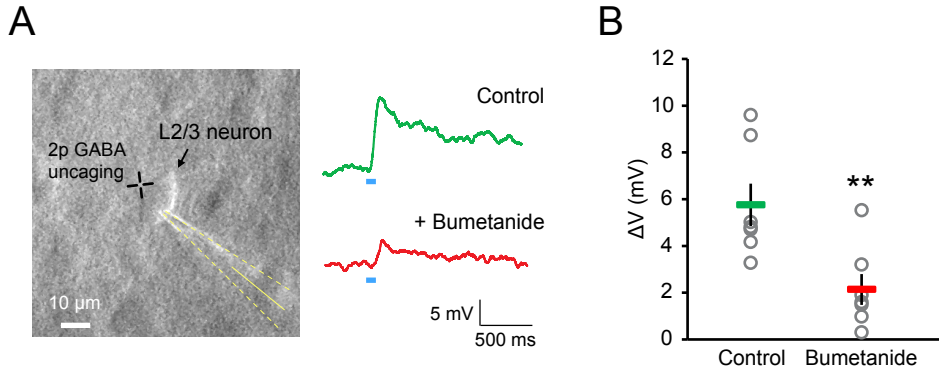 A
2p GABA
uncaging
L2/3 neuron
10 µm
Control
+ Bumetanide
5 mV
500 ms
B
ΔV (mV)
12
10
8
6
4
2
0
**
Control
Bumetanide